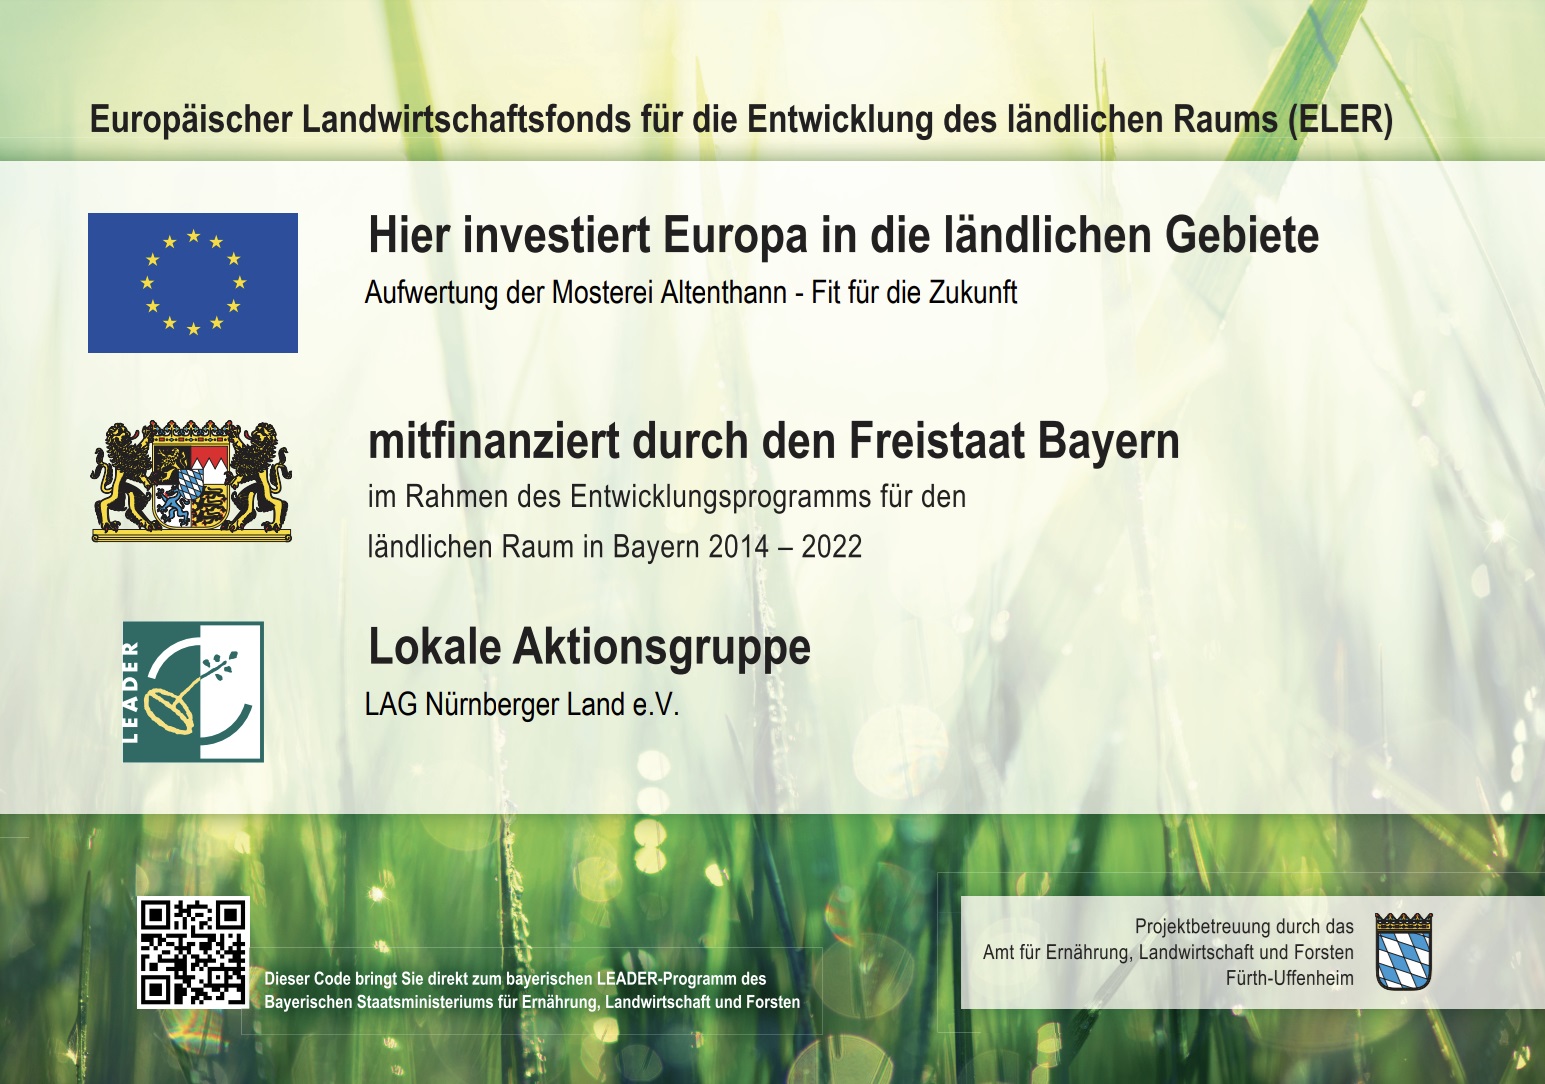 Europäischer Landwirtschaftsfonds für die Entwicklung des ländlichen Raums (ELER)
Hier investiert Europa in die ländlichen Gebiete
Aufwertung der Mosterei Altenthann - Fit für die Zukunft
mitfinanziert durch den Freistaat Bayern
im Rahmen des Entwicklungsprogramms für den
ländlichen Raum in Bayern 2014 – 2022
LEADER
Lokale Aktionsgruppe
LAG Nürnberger Land e.V.
Dieser Code bringt Sie direkt zum bayerischen LEADER-Programm des
Bayerischen Staatsministeriums für Ernährung, Landwirtschaft und Forsten
Projektbetreuung durch das
Amt für Ernährung, Landwirtschaft und Forsten
Fürth-Uffenheim